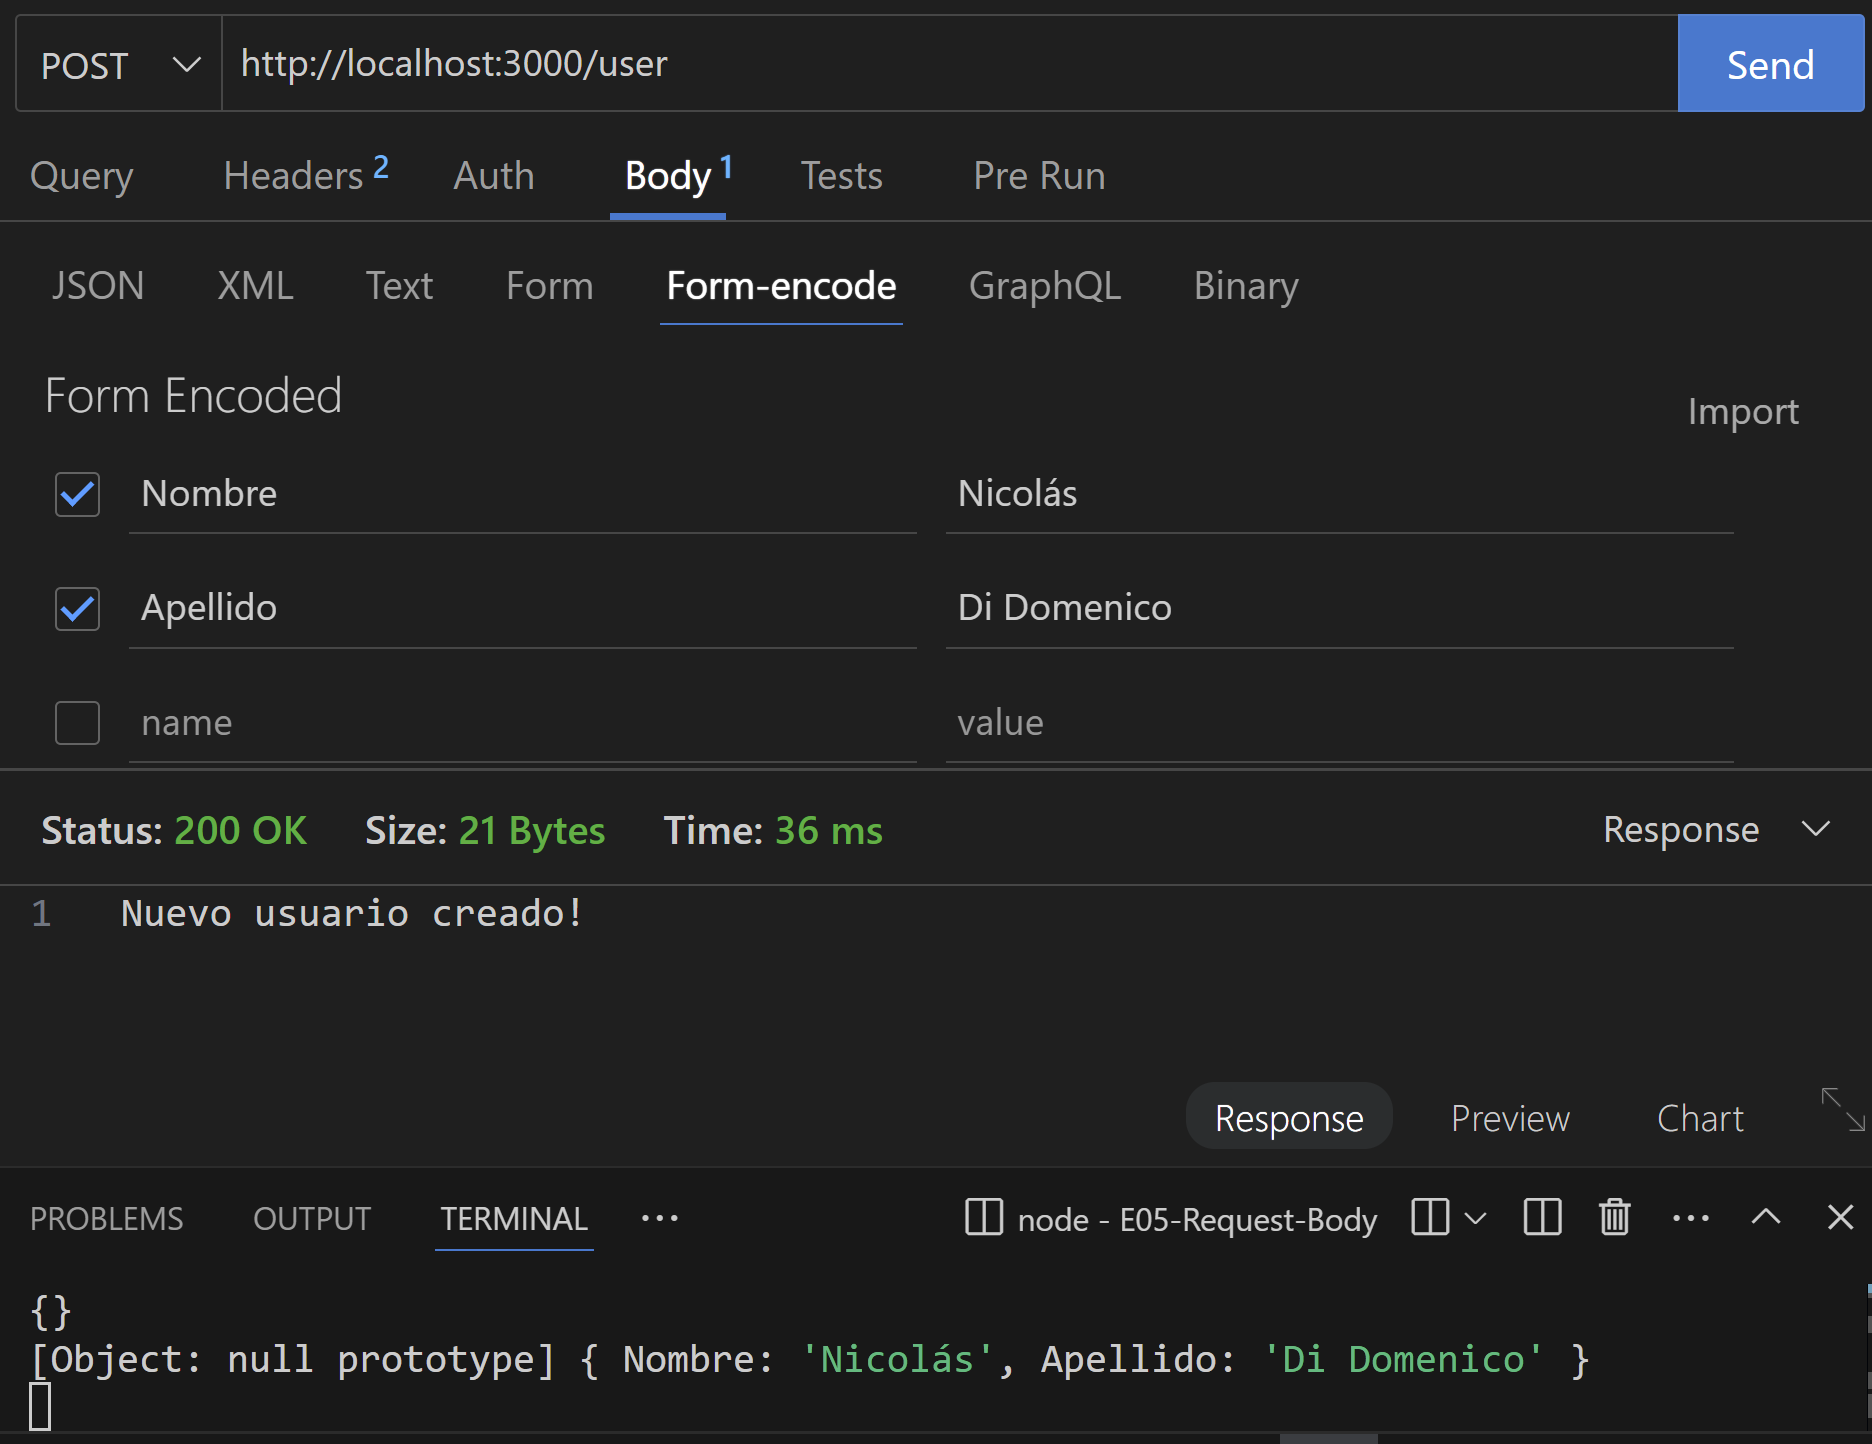 POST http://localhost:3000/user Send
Query Headers 2 Auth Body 1 Tests Pre Run
JSON XML Text Form Form-encode GraphQL Binary
Form Encoded
Import
Nombre Nicolás
Apellido Di Domenico
name value
Status: 200 OK Size: 21 Bytes Time: 36 ms Response
1 Nuevo usuario creado!
Response Preview Chart
PROBLEMS OUTPUT TERMINAL ··· node - E05-Request-Body ···
{}
[Object: null prototype] { Nombre: 'Nicolás', Apellido: 'Di Domenico' }